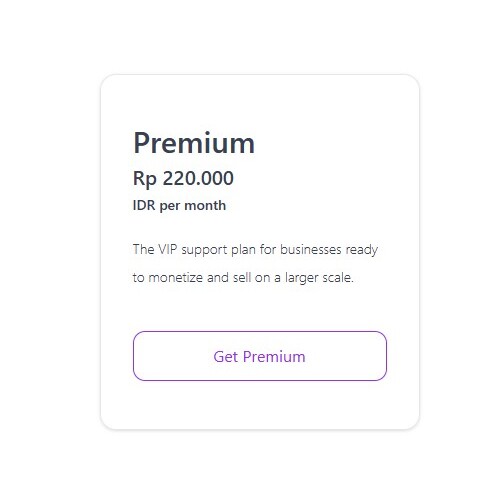 Premium
Rp 220.000
IDR per month
The VIP support plan for businesses ready
to monetize and sell on a larger scale.
Get Premium